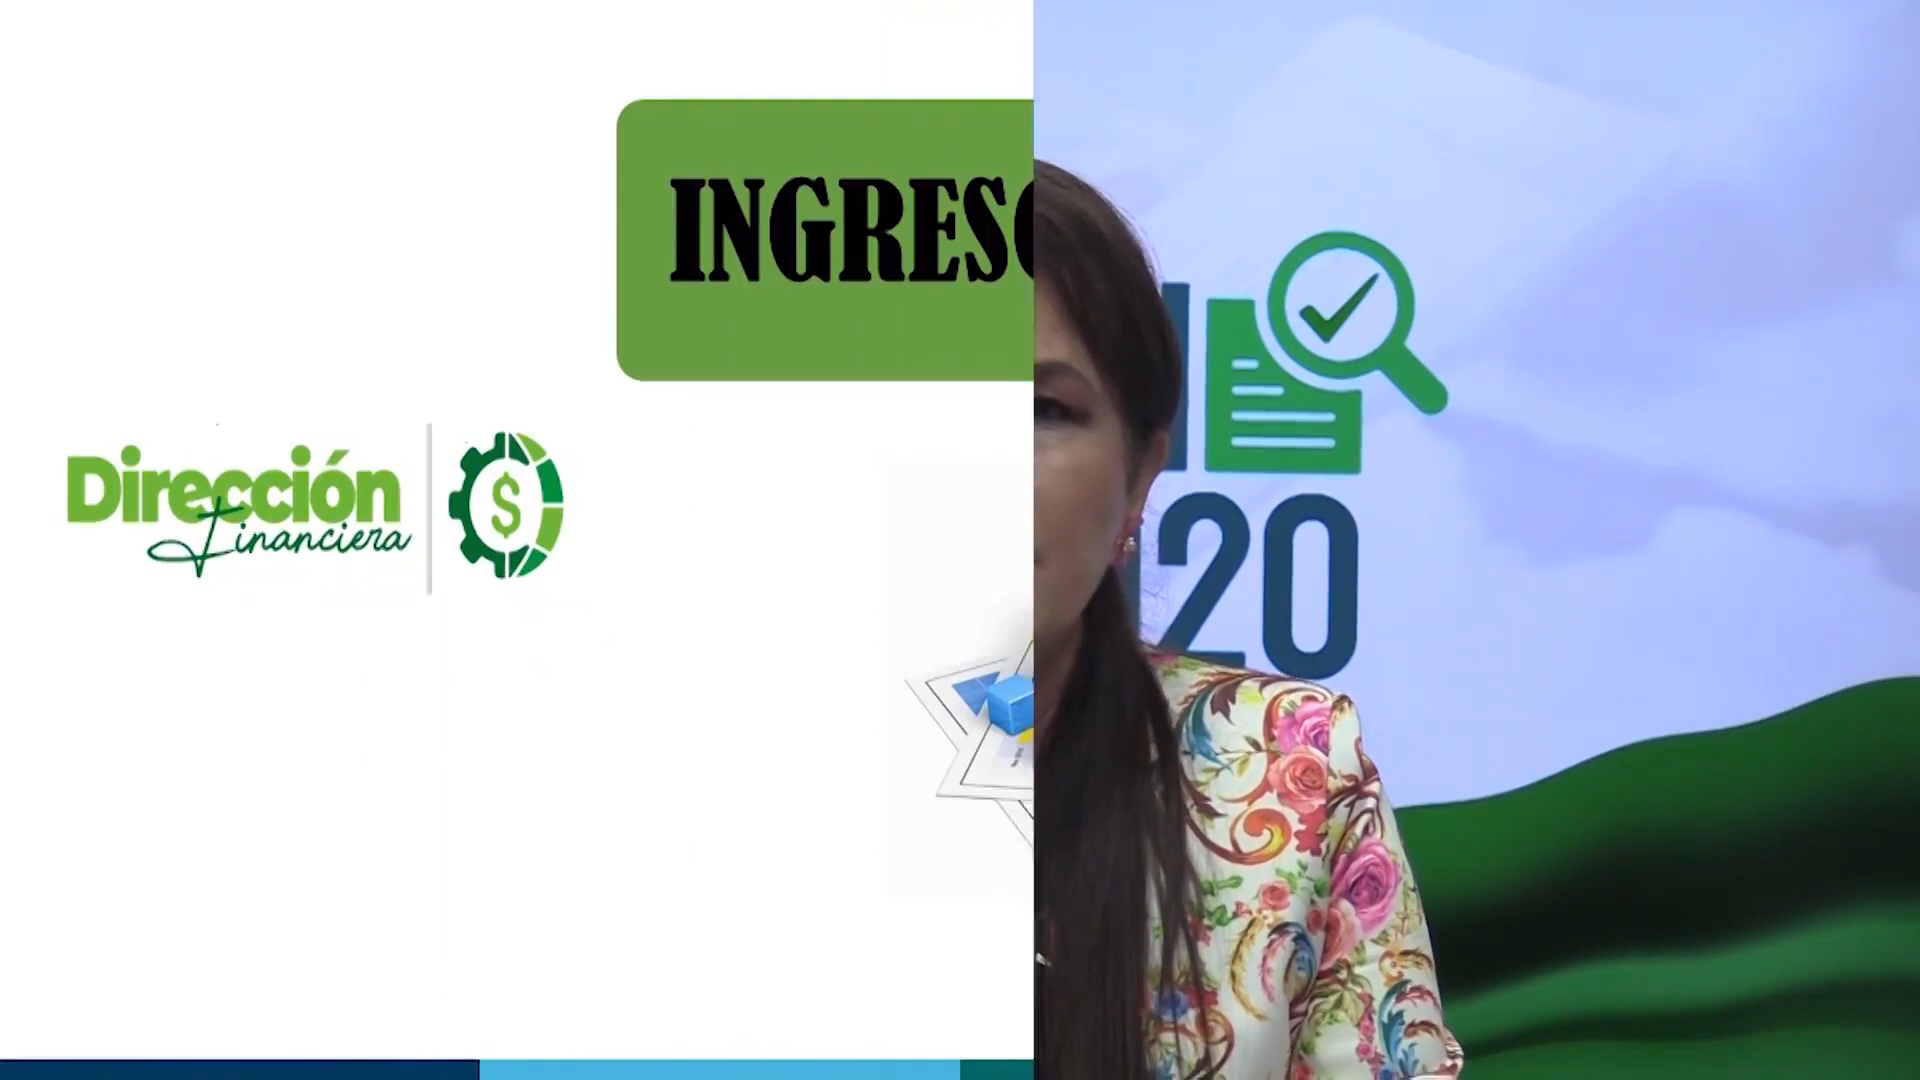 INGRES
Dirección
Financiera
$
20